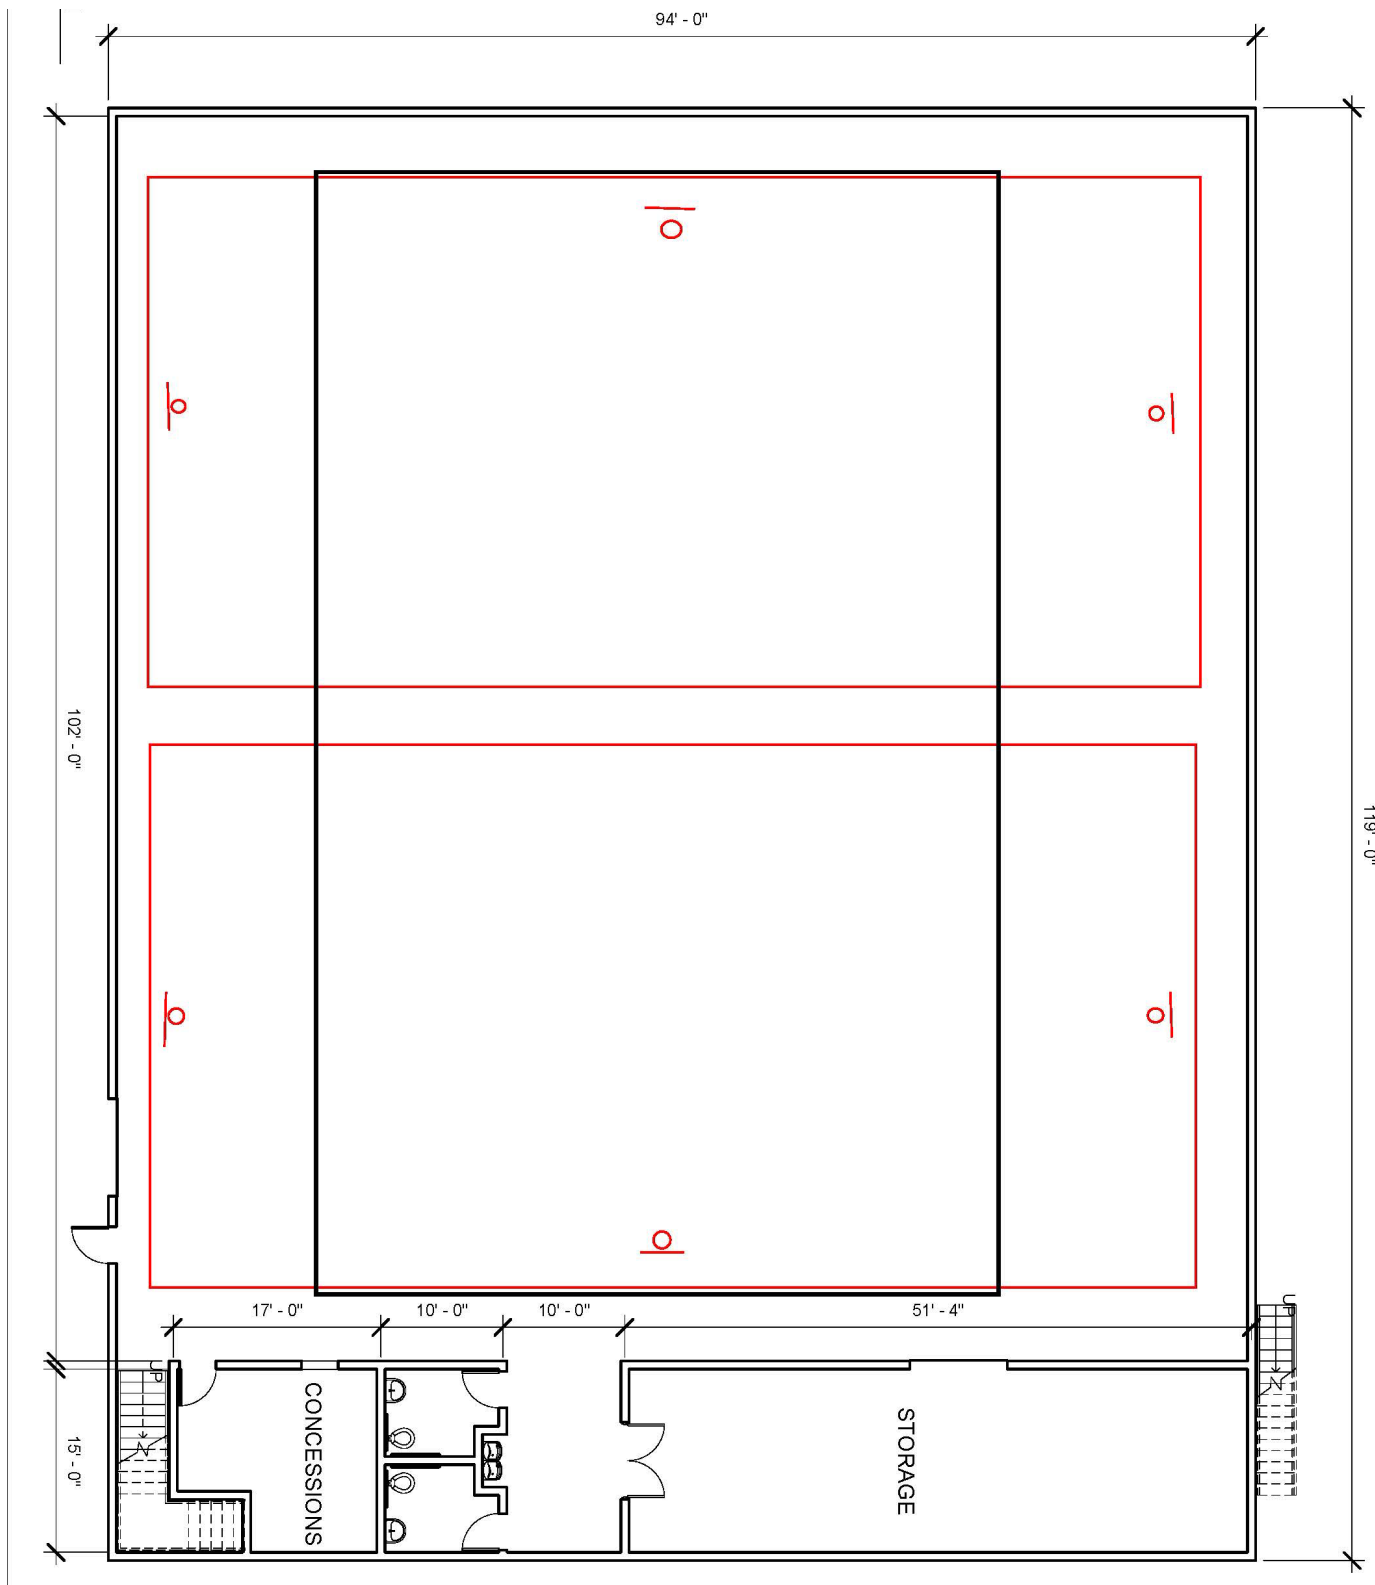 94' - 0"
102' - 0"
119' - 0"
17' - 0"
10' - 0"
10' - 0"
51' - 4"
UP
UP
CONCESSIONS
STORAGE
15' - 0"